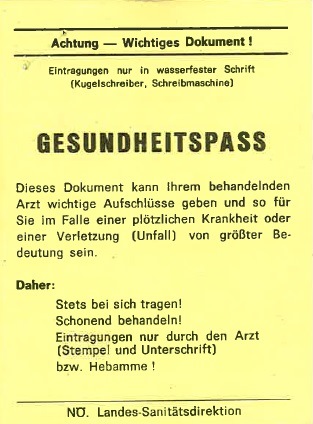 Achtung — Wichtiges Dokument!
Eintragungen nur in wasserfester Schrift
(Kugelschreiber, Schreibmaschine)
GESUNDHEITSPASS
Dieses Dokument kann Ihrem behandelnden
Arzt wichtige Aufschlüsse geben und so für
Sie im Falle einer plötzlichen Krankheit oder
einer Verletzung (Unfall) von größter Be-
deutung sein.
Daher:
Stets bei sich tragen!
Schonend behandeln!
Eintragungen nur durch den Arzt
(Stempel und Unterschrift)
bzw. Hebamme!
NÖ. Landes-Sanitätsdirektion